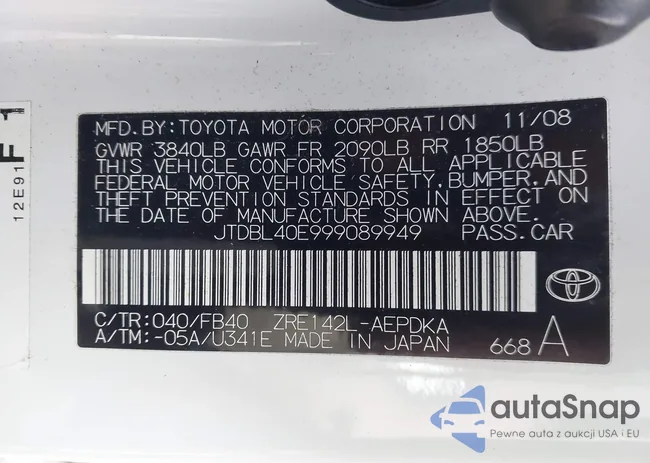 MFD. BY: TOYOTA MOTOR CORPORATION 11/08
GVWR 3840LB GAWR FR 2090LB RR 1850LB
THIS VEHICLE CONFORMS TO ALL APPLICABLE
FEDERAL MOTOR VEHICLE SAFETY, BUMPER, AND
THEFT PREVENTION STANDARDS IN EFFECT ON
THE DATE OF MANUFACTURE SHOWN ABOVE.
JTDBL40E999089949 PASS. CAR
C/TR: 040/FB40 ZRE142L-AEPDKA
A/TM: -05A/U341E MADE IN JAPAN 668 A
12E91 F 1
autaSnap
Pewne auta z aukcji USA i EU